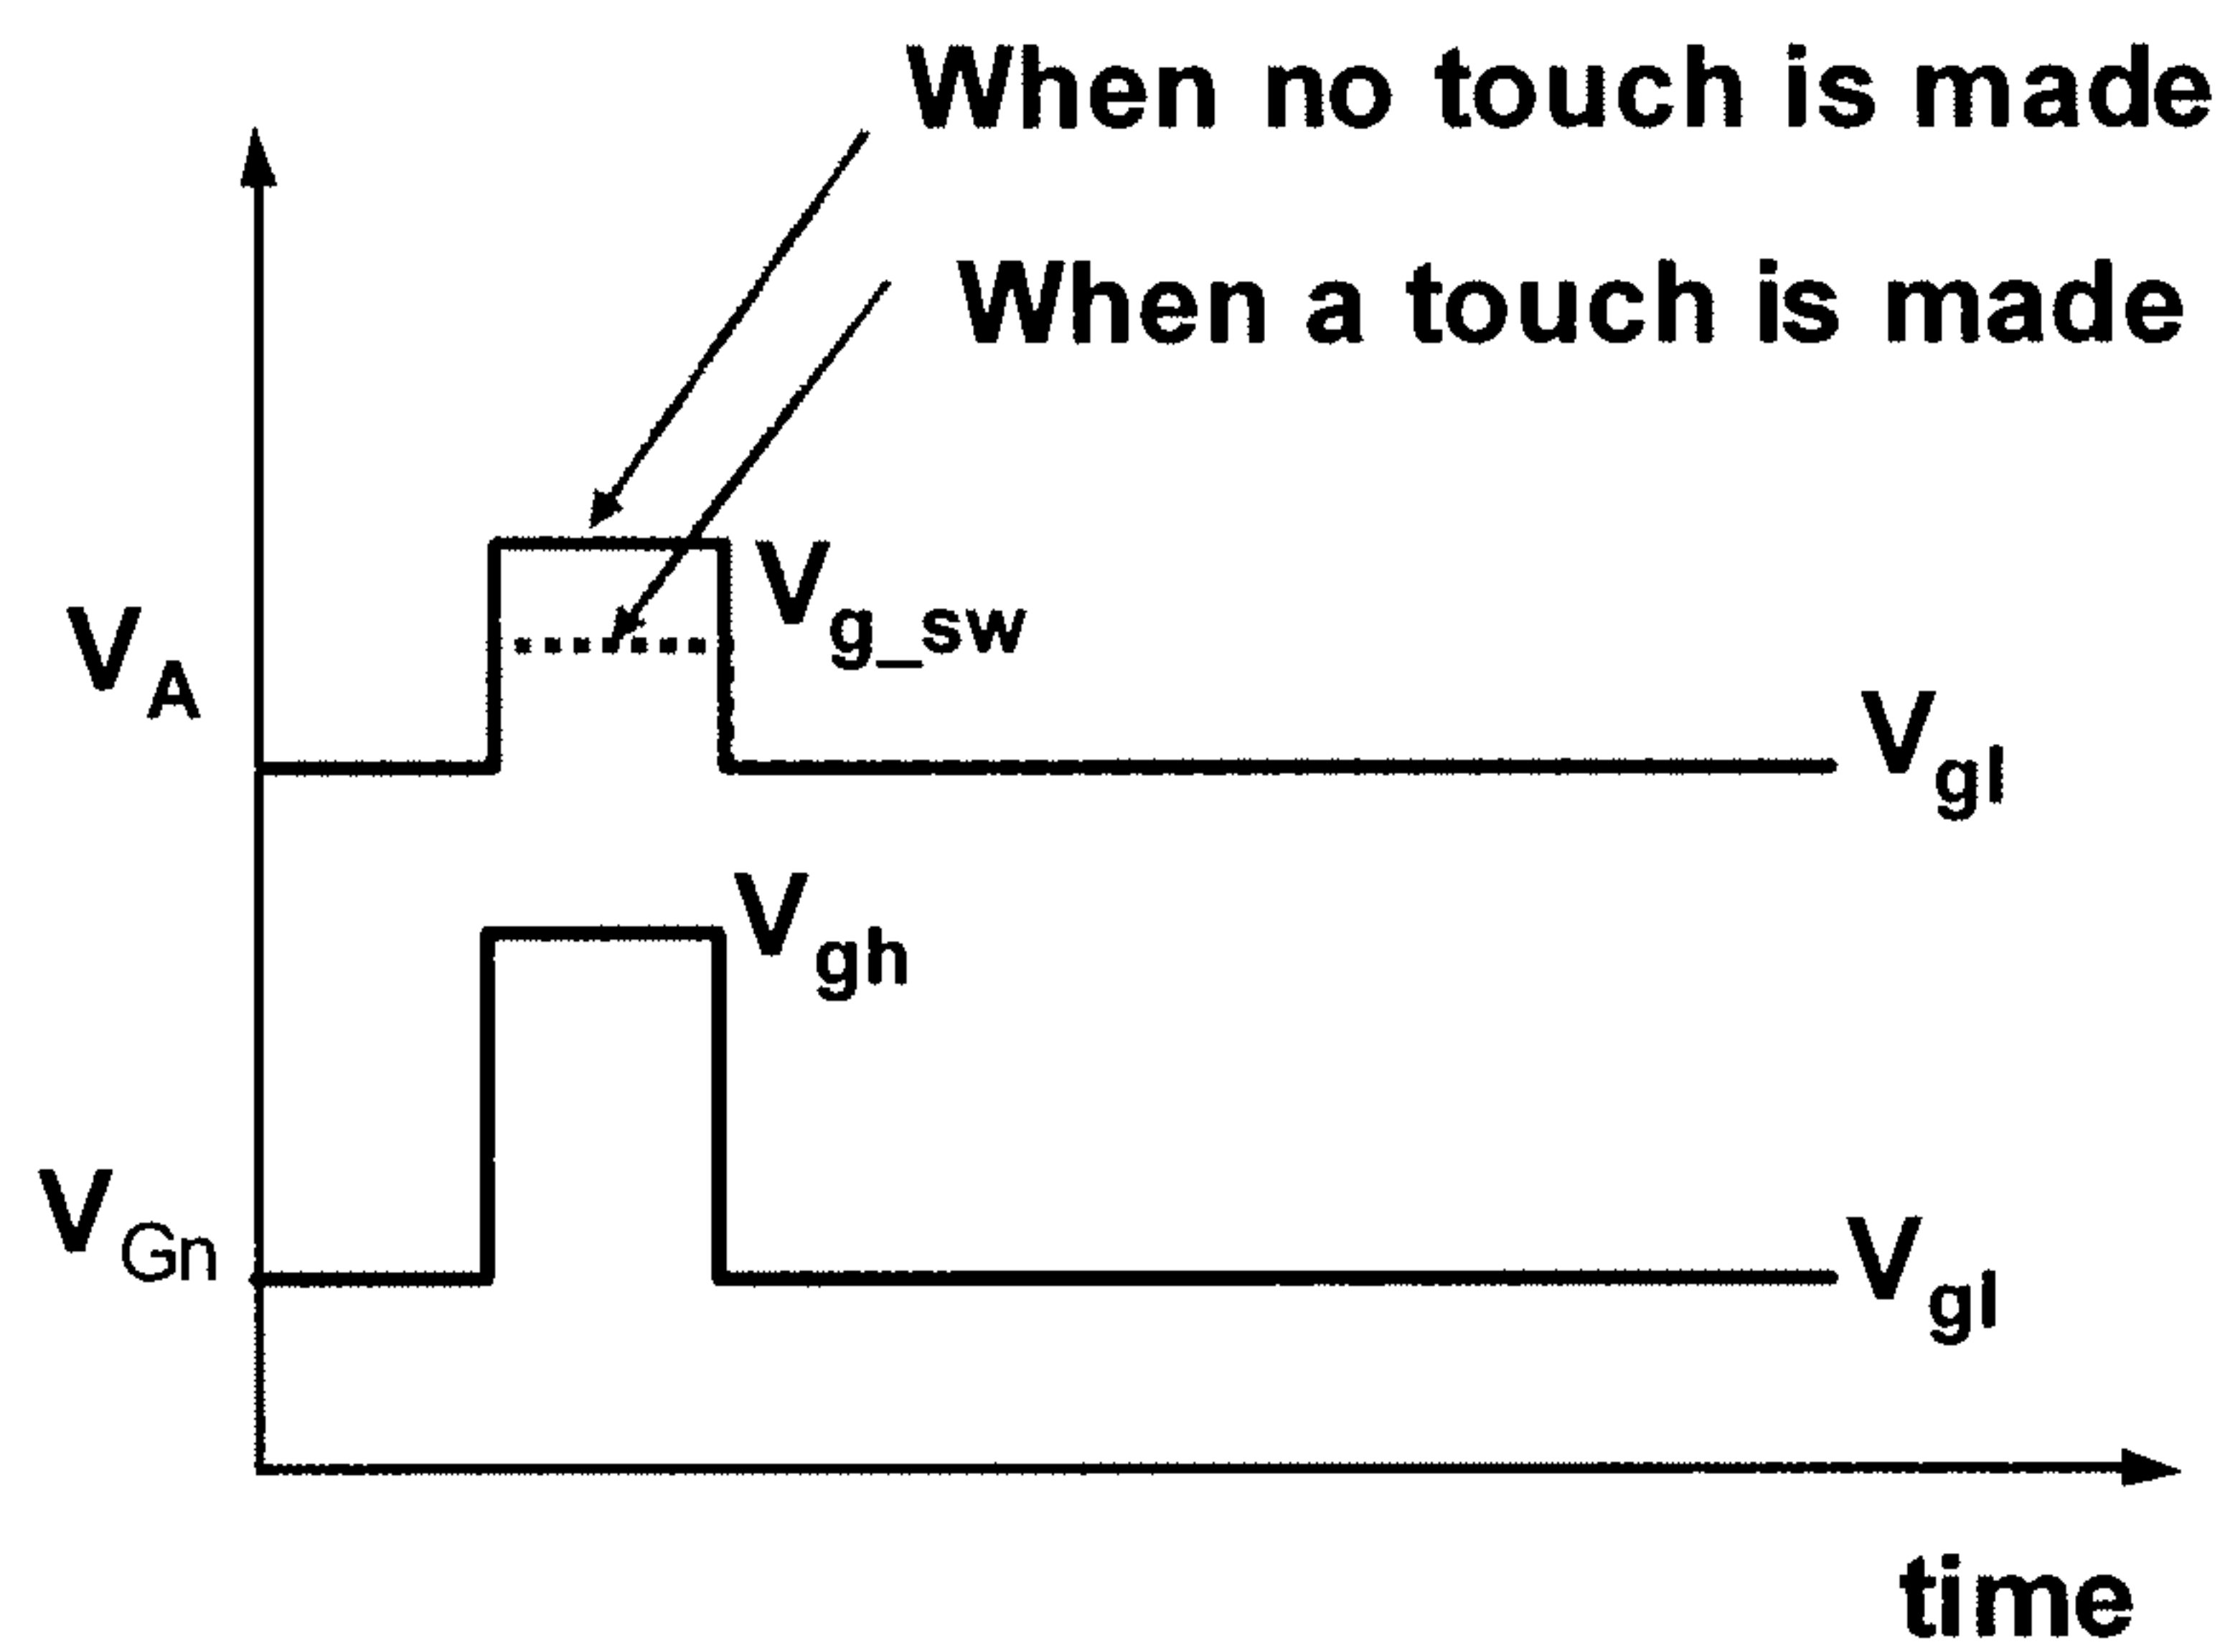 When no touch is made
When a touch is made
V_A
V_g_sw
V_gl
V_gh
V_Gn
V_gl
time